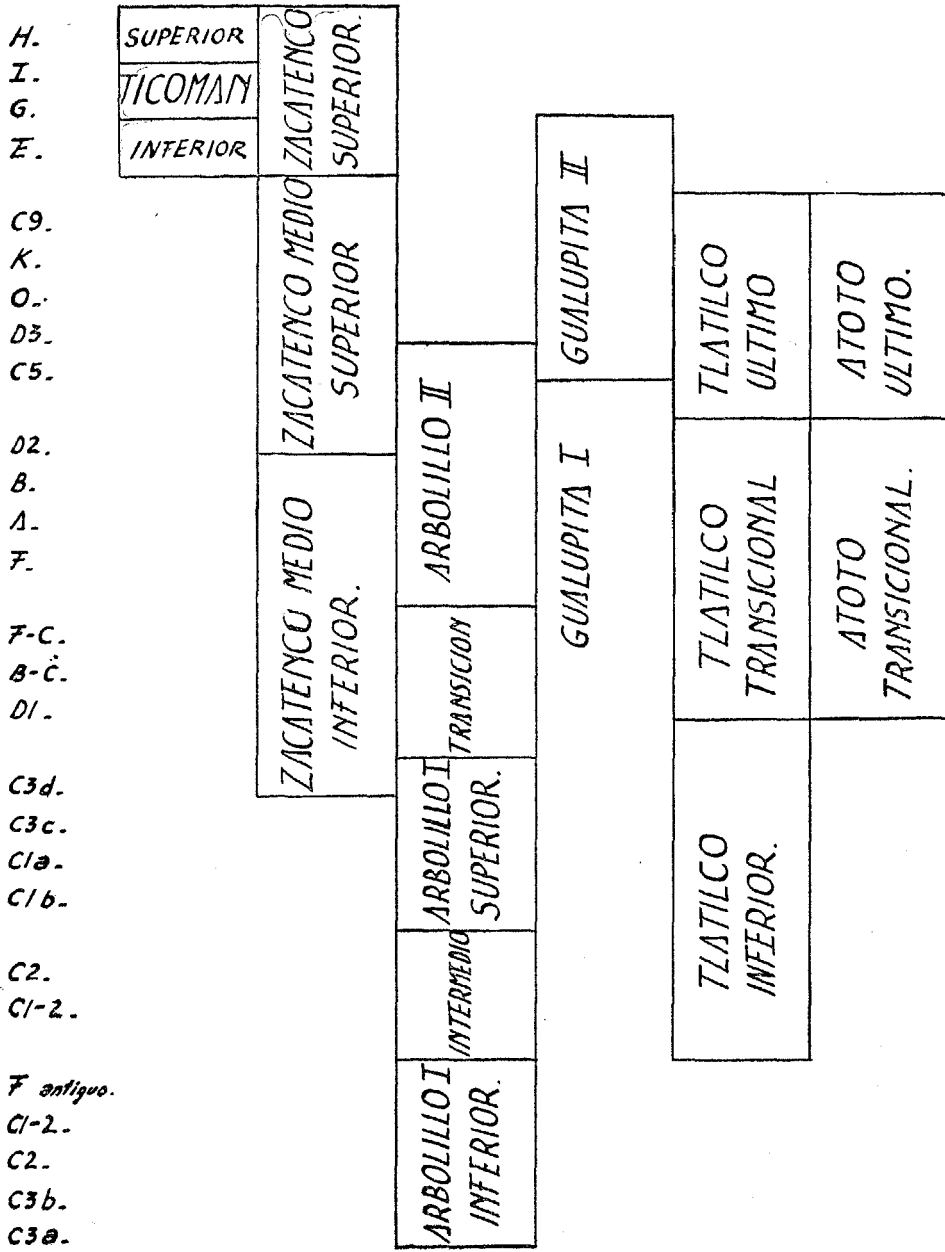 H.
I.
G.
E.
C9.
K.
O.
D3.
C5.
D2.
B.
A.
F.
F-C.
B-C.
D1.
C3d.
C3c.
C1a.
C1b.
C2.
C1-2.
F antiguo.
C1-2.
C2.
C3b.
C3a.
SUPERIOR
TICOMAN
INFERIOR
ZACATENCO
SUPERIOR.
ZACATENCO MEDIO
SUPERIOR
ZACATENCO MEDIO
INFERIOR.
ARBOLILLO II
TRANSICION
ARBOLILLO I
SUPERIOR.
INTERMEDIO
ARBOLILLO I
INFERIOR.
GUALUPITA II
GUALUPITA I
TLATILCO
ULTIMO
TLATILCO
TRANSICIONAL
TLATILCO
INFERIOR.
ATOTO
ULTIMO.
ATOTO
TRANSICIONAL.